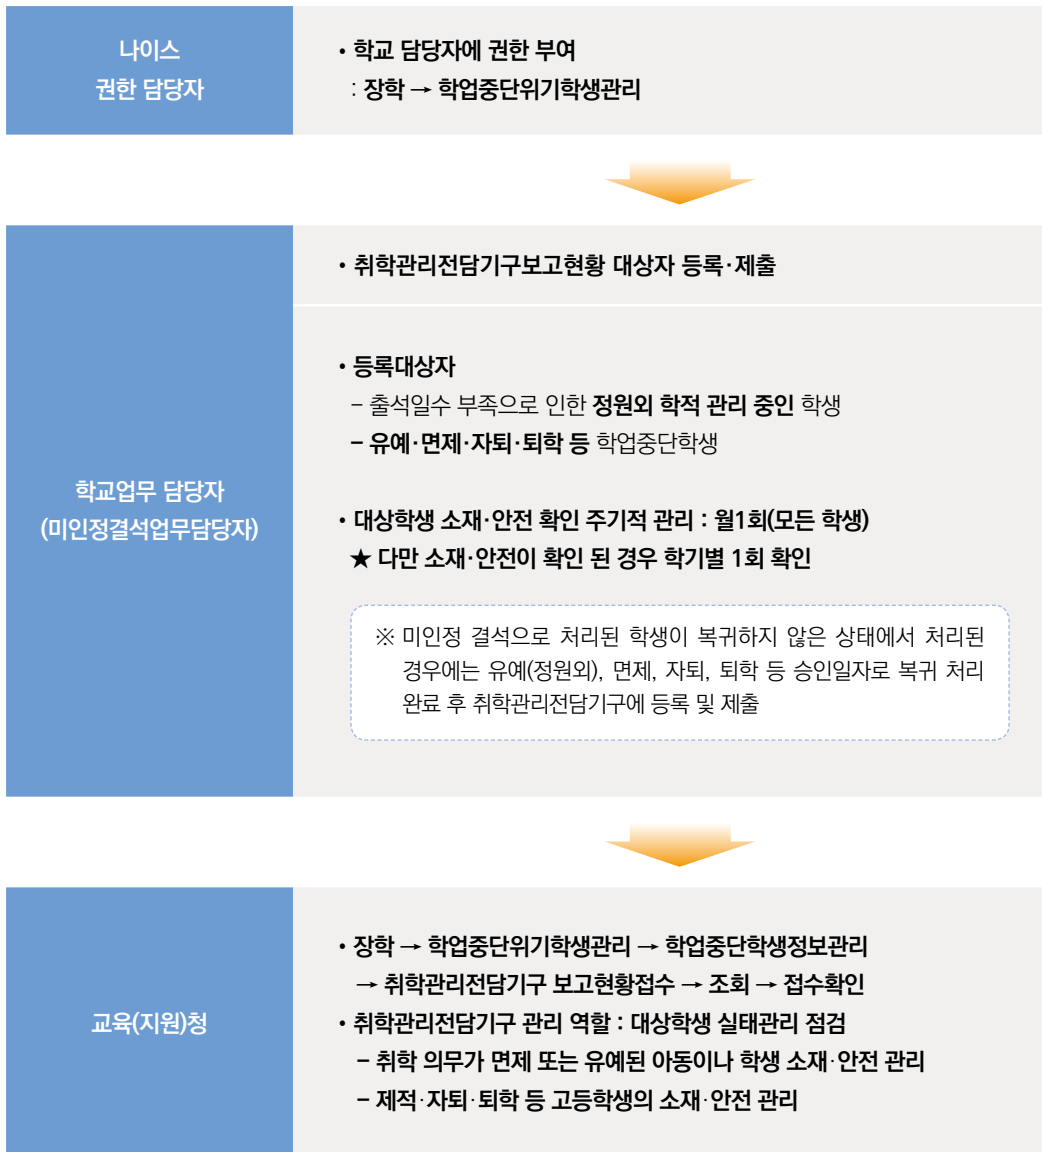 나이스
권한 담당자
• 학교 담당자에 권한 부여
: 장학 → 학업중단위기학생관리
학교업무 담당자
(미인정결석업무담당자)
• 취학관리전담기구보고현황 대상자 등록·제출
• 등록대상자
– 출석일수 부족으로 인한 정원외 학적 관리 중인 학생
– 유예·면제·자퇴·퇴학 등 학업중단학생
• 대상학생 소재·안전 확인 주기적 관리 : 월1회(모든 학생)
★ 다만 소재·안전이 확인 된 경우 학기별 1회 확인
※ 미인정 결석으로 처리된 학생이 복귀하지 않은 상태에서 처리된
경우에는 유예(정원외), 면제, 자퇴, 퇴학 등 승인일자로 복귀 처리
완료 후 취학관리전담기구에 등록 및 제출
교육(지원)청
• 장학 → 학업중단위기학생관리 → 학업중단학생정보관리
→ 취학관리전담기구 보고현황접수 → 조회 → 접수확인
• 취학관리전담기구 관리 역할 : 대상학생 실태관리 점검
– 취학 의무가 면제 또는 유예된 아동이나 학생 소재·안전 관리
– 제적·자퇴·퇴학 등 고등학생의 소재·안전 관리